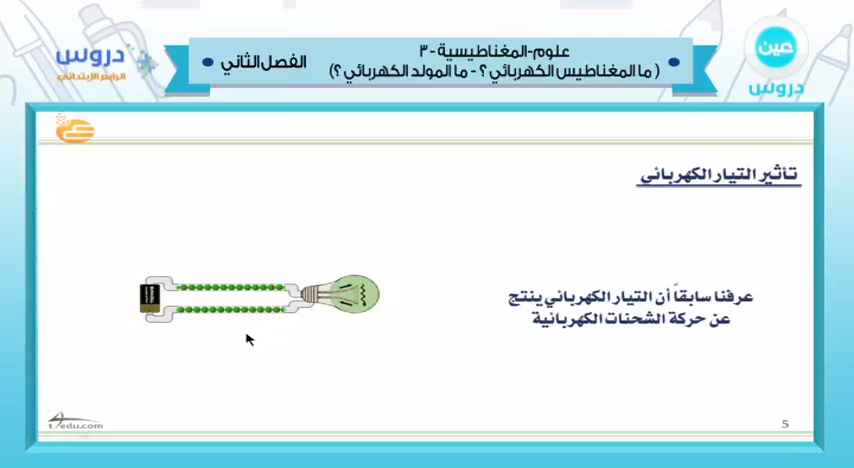 دروس
الرابع الإبتدائي
علوم-المغناطيسية - ٣
( ما المغناطيس الكهربائي ؟ - ما المولد الكهربائي ؟)
الفصل الثاني
عين
دروس
تأثير التيار الكهربائي
عرفنا سابقاً أن التيار الكهربائي ينتج
عن حركة الشحنات الكهربائية
t4edu.com
5